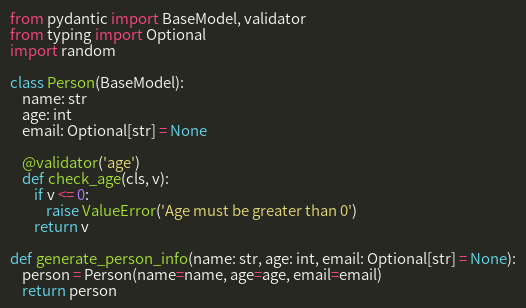 from pydantic import BaseModel, validator
from typing import Optional
import random

class Person(BaseModel):
    name: str
    age: int
    email: Optional[str] = None

    @validator('age')
    def check_age(cls, v):
        if v <= 0:
            raise ValueError('Age must be greater than 0')
        return v

def generate_person_info(name: str, age: int, email: Optional[str] = None):
    person = Person(name=name, age=age, email=email)
    return person